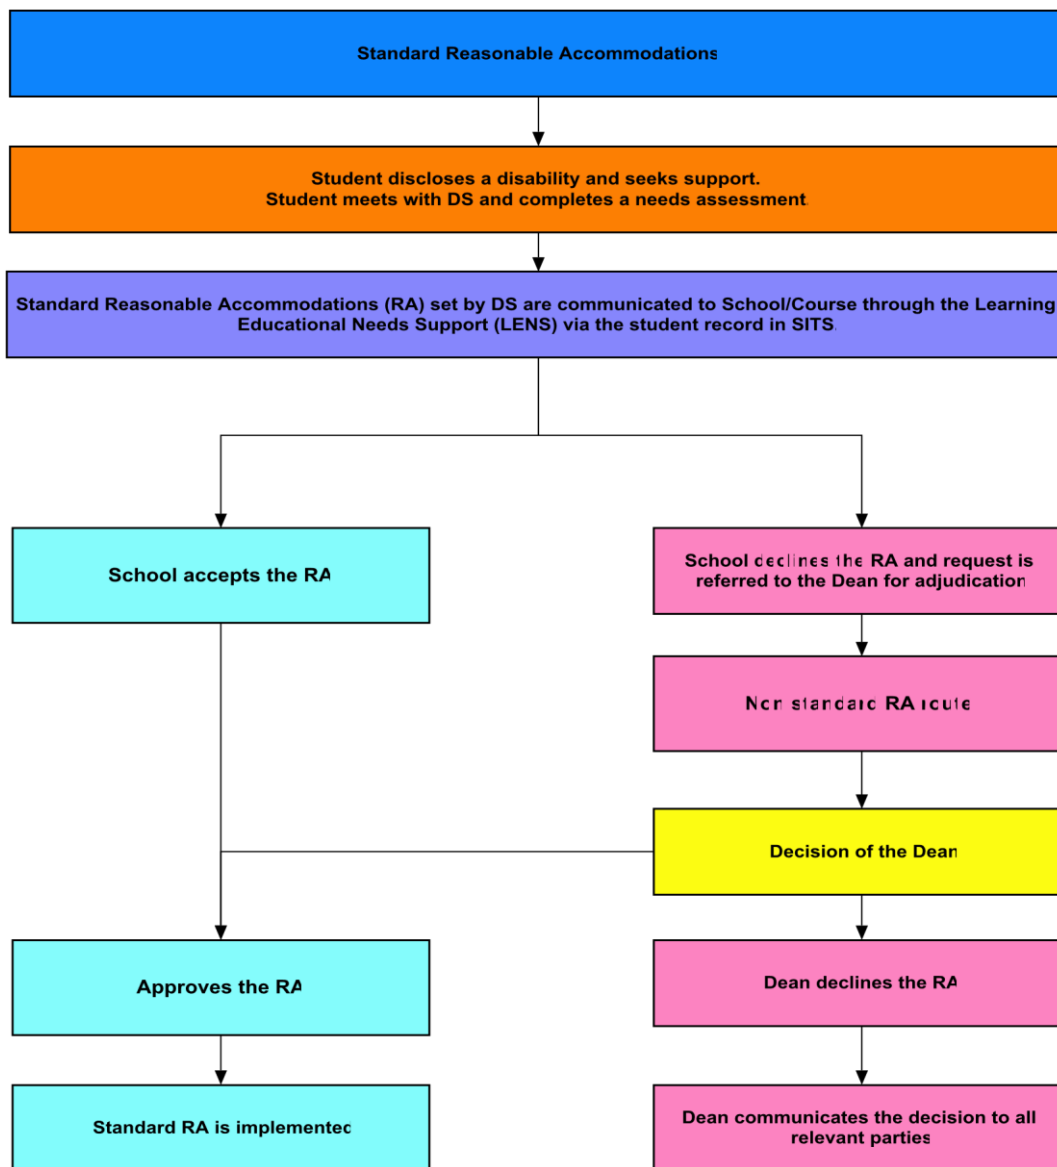 Standard Reasonable Accommodations
Student discloses a disability and seeks support.
Student meets with DS and completes a needs assessment.
Standard Reasonable Accommodations (RA) set by DS are communicated to School/Course through the Learning
Educational Needs Support (LENS) via the student record in SITS.
School accepts the RA
School declines the RA and request is
referred to the Dean for adjudication
Non standard RA route
Decision of the Dean
Approves the RA
Dean declines the RA
Standard RA is implemented
Dean communicates the decision to all
relevant parties